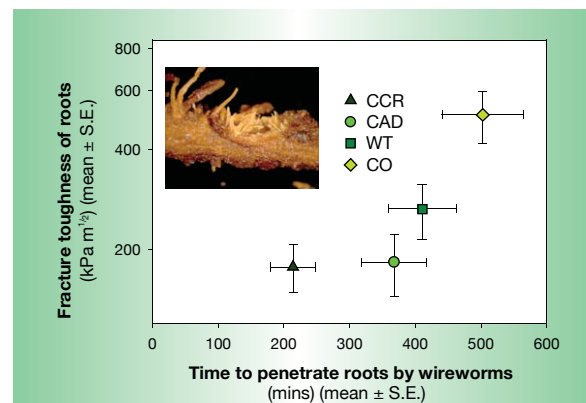 800
600
400
200
Fracture toughness of roots
(kPa m½) (mean ± S.E.)
CCR
CAD
WT
CO
0 100 200 300 400 500 600
Time to penetrate roots by wireworms
(mins) (mean ± S.E.)